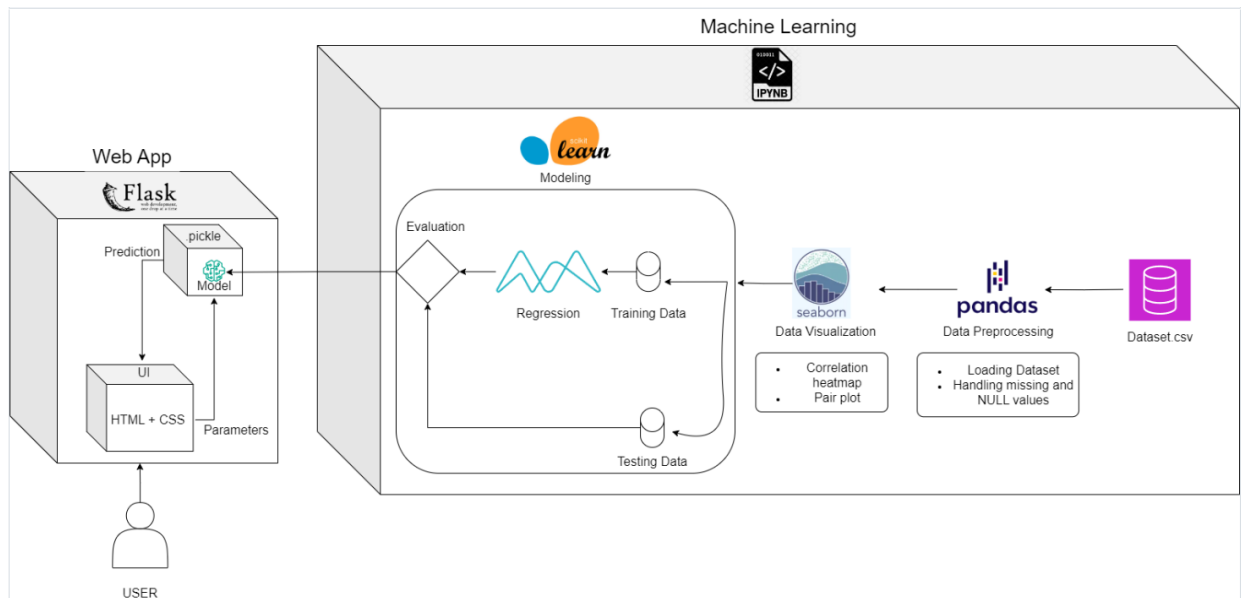 Machine Learning
010011
</>
IPYNB
Web App
Flask
web development,
one drop at a time
.pickle
Prediction
Model
UI
HTML + CSS
Parameters
USER
scikit
learn
Modeling
Evaluation
Regression
Training Data
Testing Data
seaborn
Data Visualization
• Correlation
heatmap
• Pair plot
pandas
Data Preprocessing
• Loading Dataset
• Handling missing and
NULL values
Dataset.csv